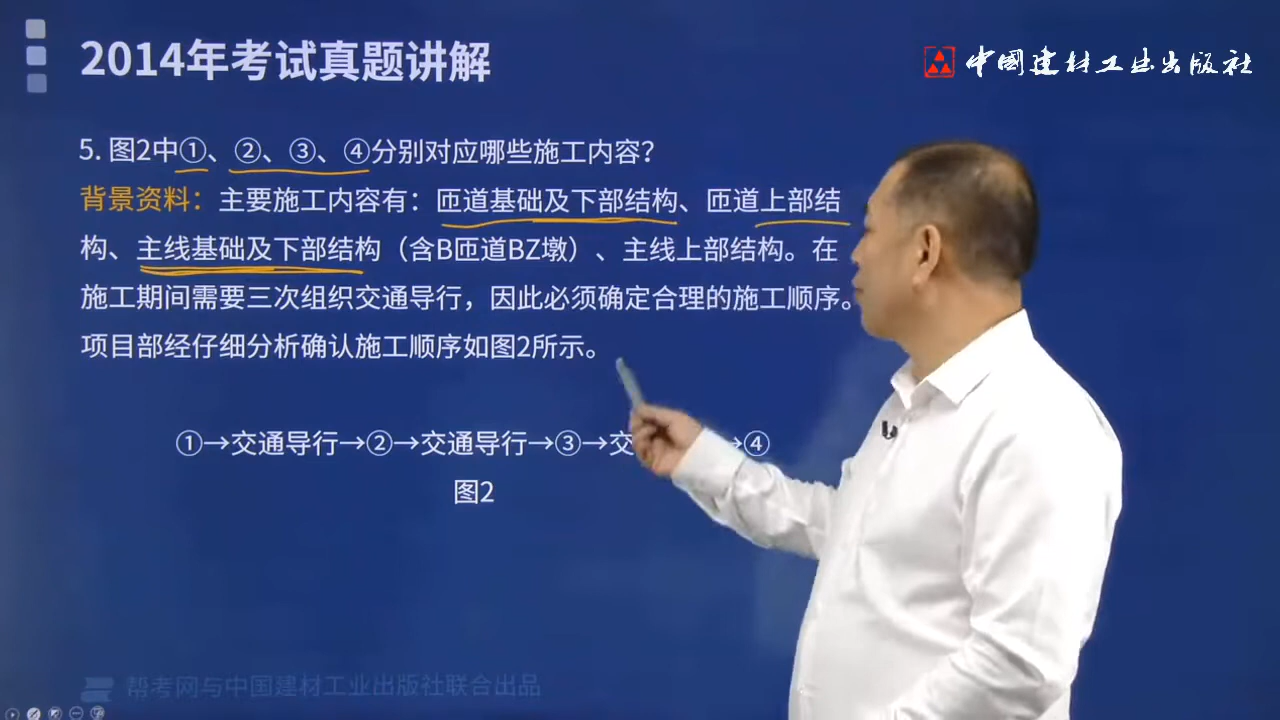 2014年考试真题讲解
中国建材工业出版社
5. 图2中①、②、③、④分别对应哪些施工内容？
背景资料：主要施工内容有：匝道基础及下部结构、匝道上部结
构、主线基础及下部结构（含B匝道BZ墩）、主线上部结构。在
施工期间需要三次组织交通导行，因此必须确定合理的施工顺序。
项目部经仔细分析确认施工顺序如图2所示。
①→交通导行→②→交通导行→③→交→④
图2
帮考网与中国建材工业出版社联合出品